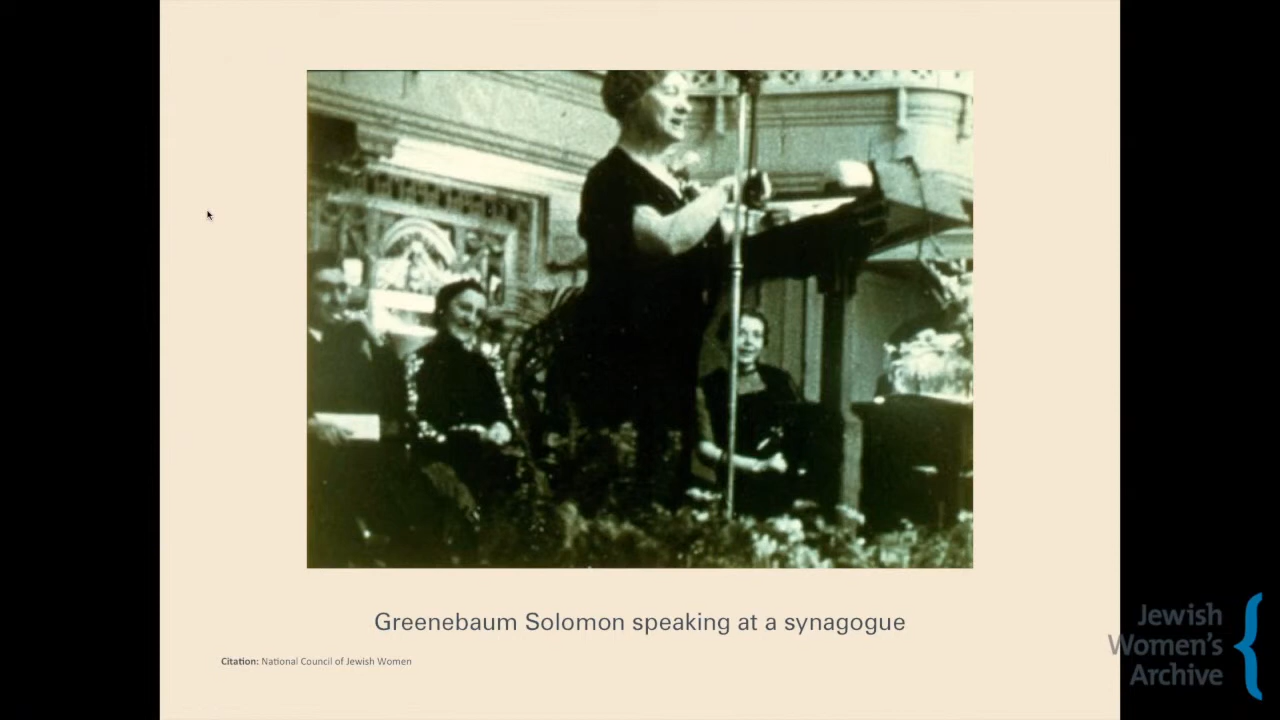 Greenebaum Solomon speaking at a synagogue
Citation: National Council of Jewish Women
Jewish
Women's
Archive